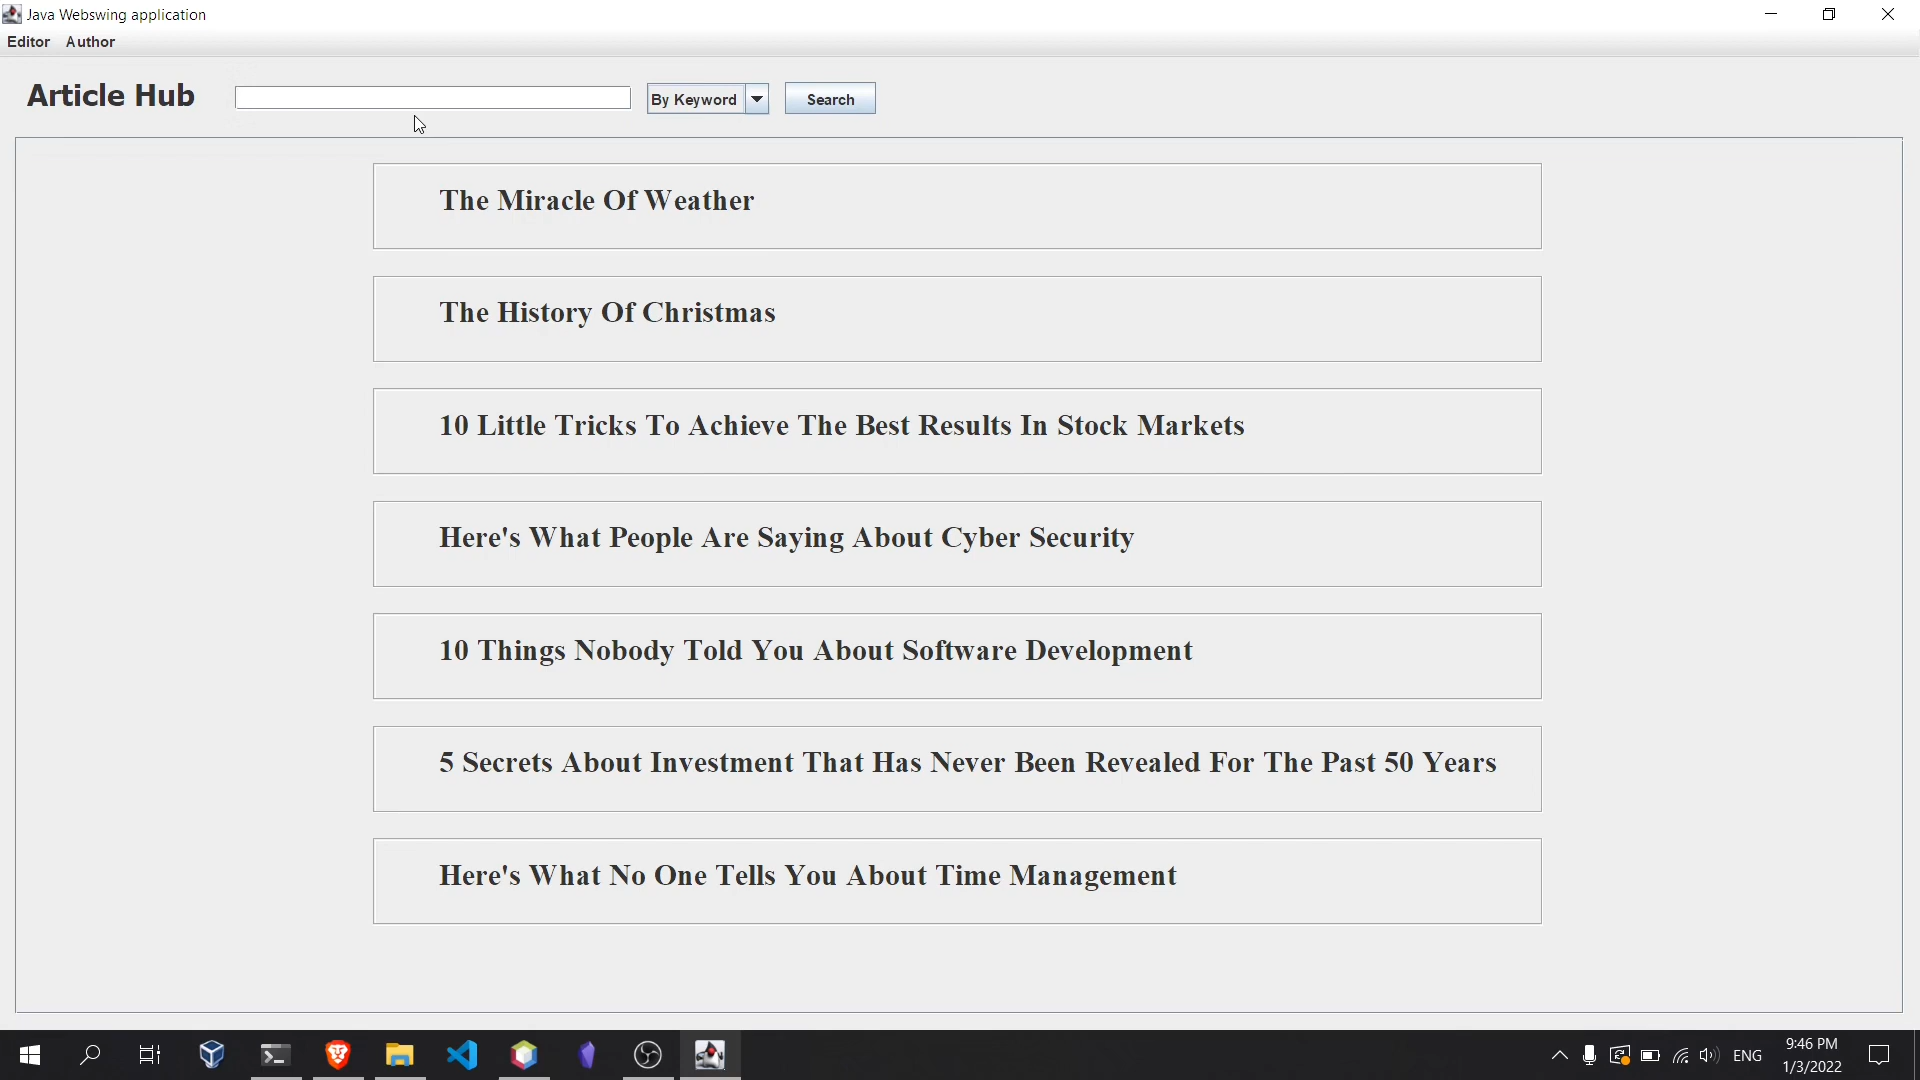 Java Webswing application
Editor Author
Article Hub
By Keyword
Search
The Miracle Of Weather
The History Of Christmas
10 Little Tricks To Achieve The Best Results In Stock Markets
Here's What People Are Saying About Cyber Security
10 Things Nobody Told You About Software Development
5 Secrets About Investment That Has Never Been Revealed For The Past 50 Years
Here's What No One Tells You About Time Management
ENG
9:46 PM
1/3/2022